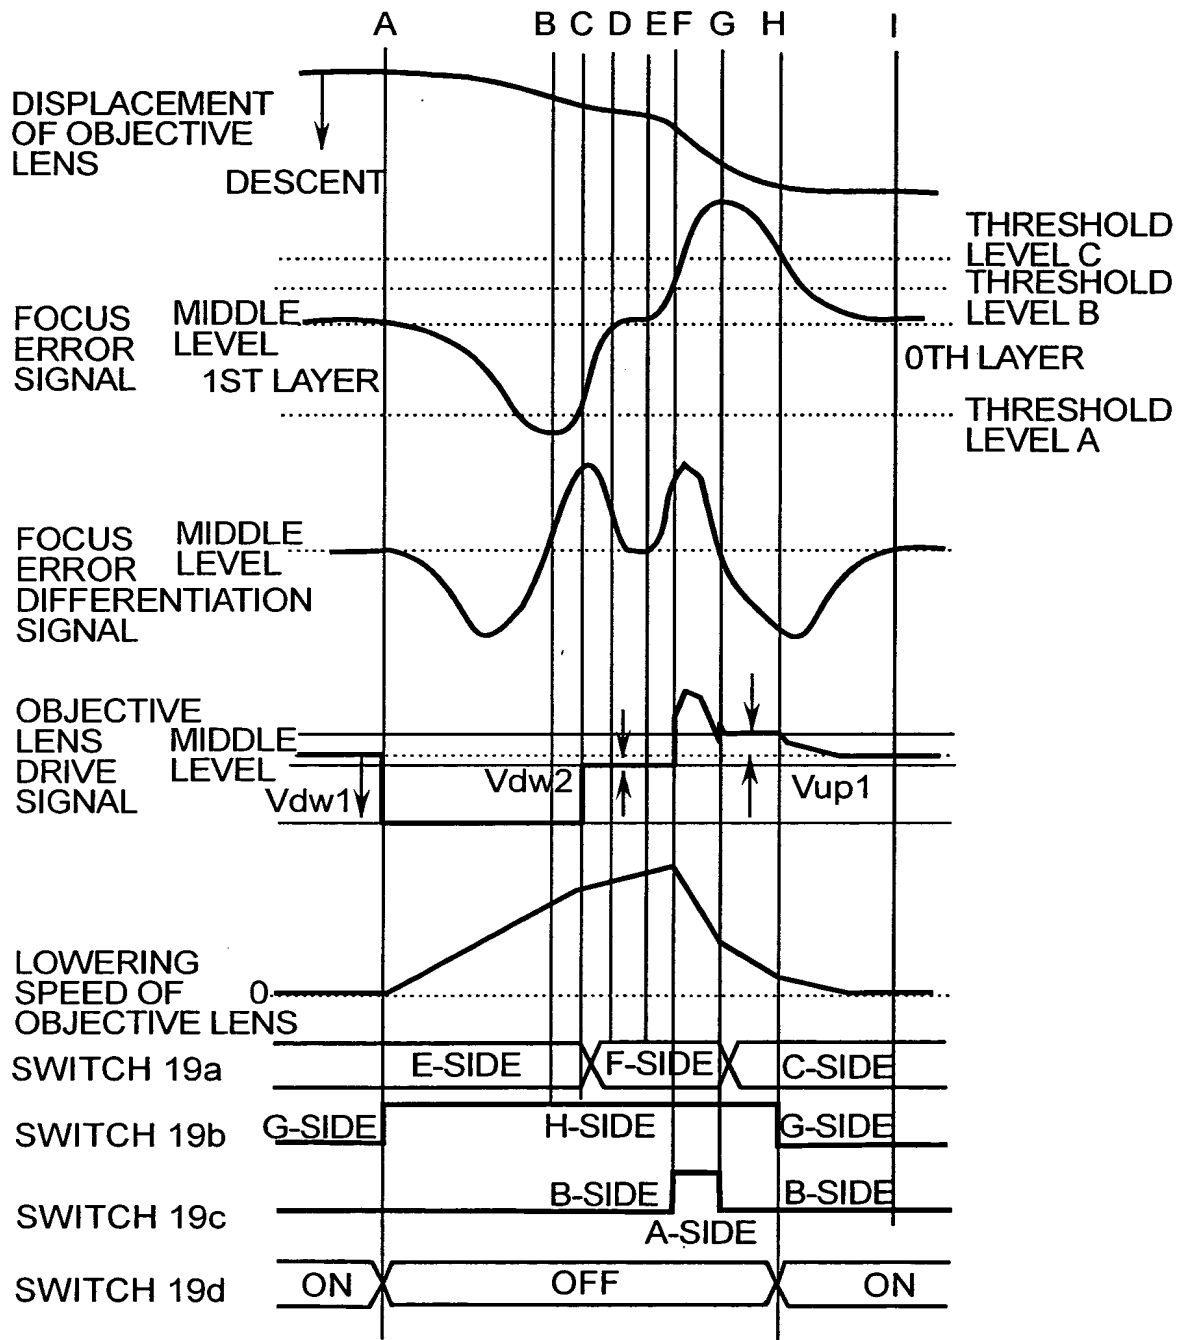 A B C D E F G H I
DISPLACEMENT
OF OBJECTIVE
LENS
DESCENT
THRESHOLD
LEVEL C
THRESHOLD
LEVEL B
FOCUS
ERROR
SIGNAL
MIDDLE
LEVEL
1ST LAYER
0TH LAYER
THRESHOLD
LEVEL A
FOCUS
ERROR
DIFFERENTIATION
SIGNAL
MIDDLE
LEVEL
OBJECTIVE
LENS
DRIVE
SIGNAL
MIDDLE
LEVEL
Vdw1
Vdw2
Vup1
LOWERING
SPEED OF
OBJECTIVE LENS
0
SWITCH 19a
E-SIDE
F-SIDE
C-SIDE
SWITCH 19b
G-SIDE
H-SIDE
G-SIDE
SWITCH 19c
B-SIDE
A-SIDE
B-SIDE
SWITCH 19d
ON
OFF
ON